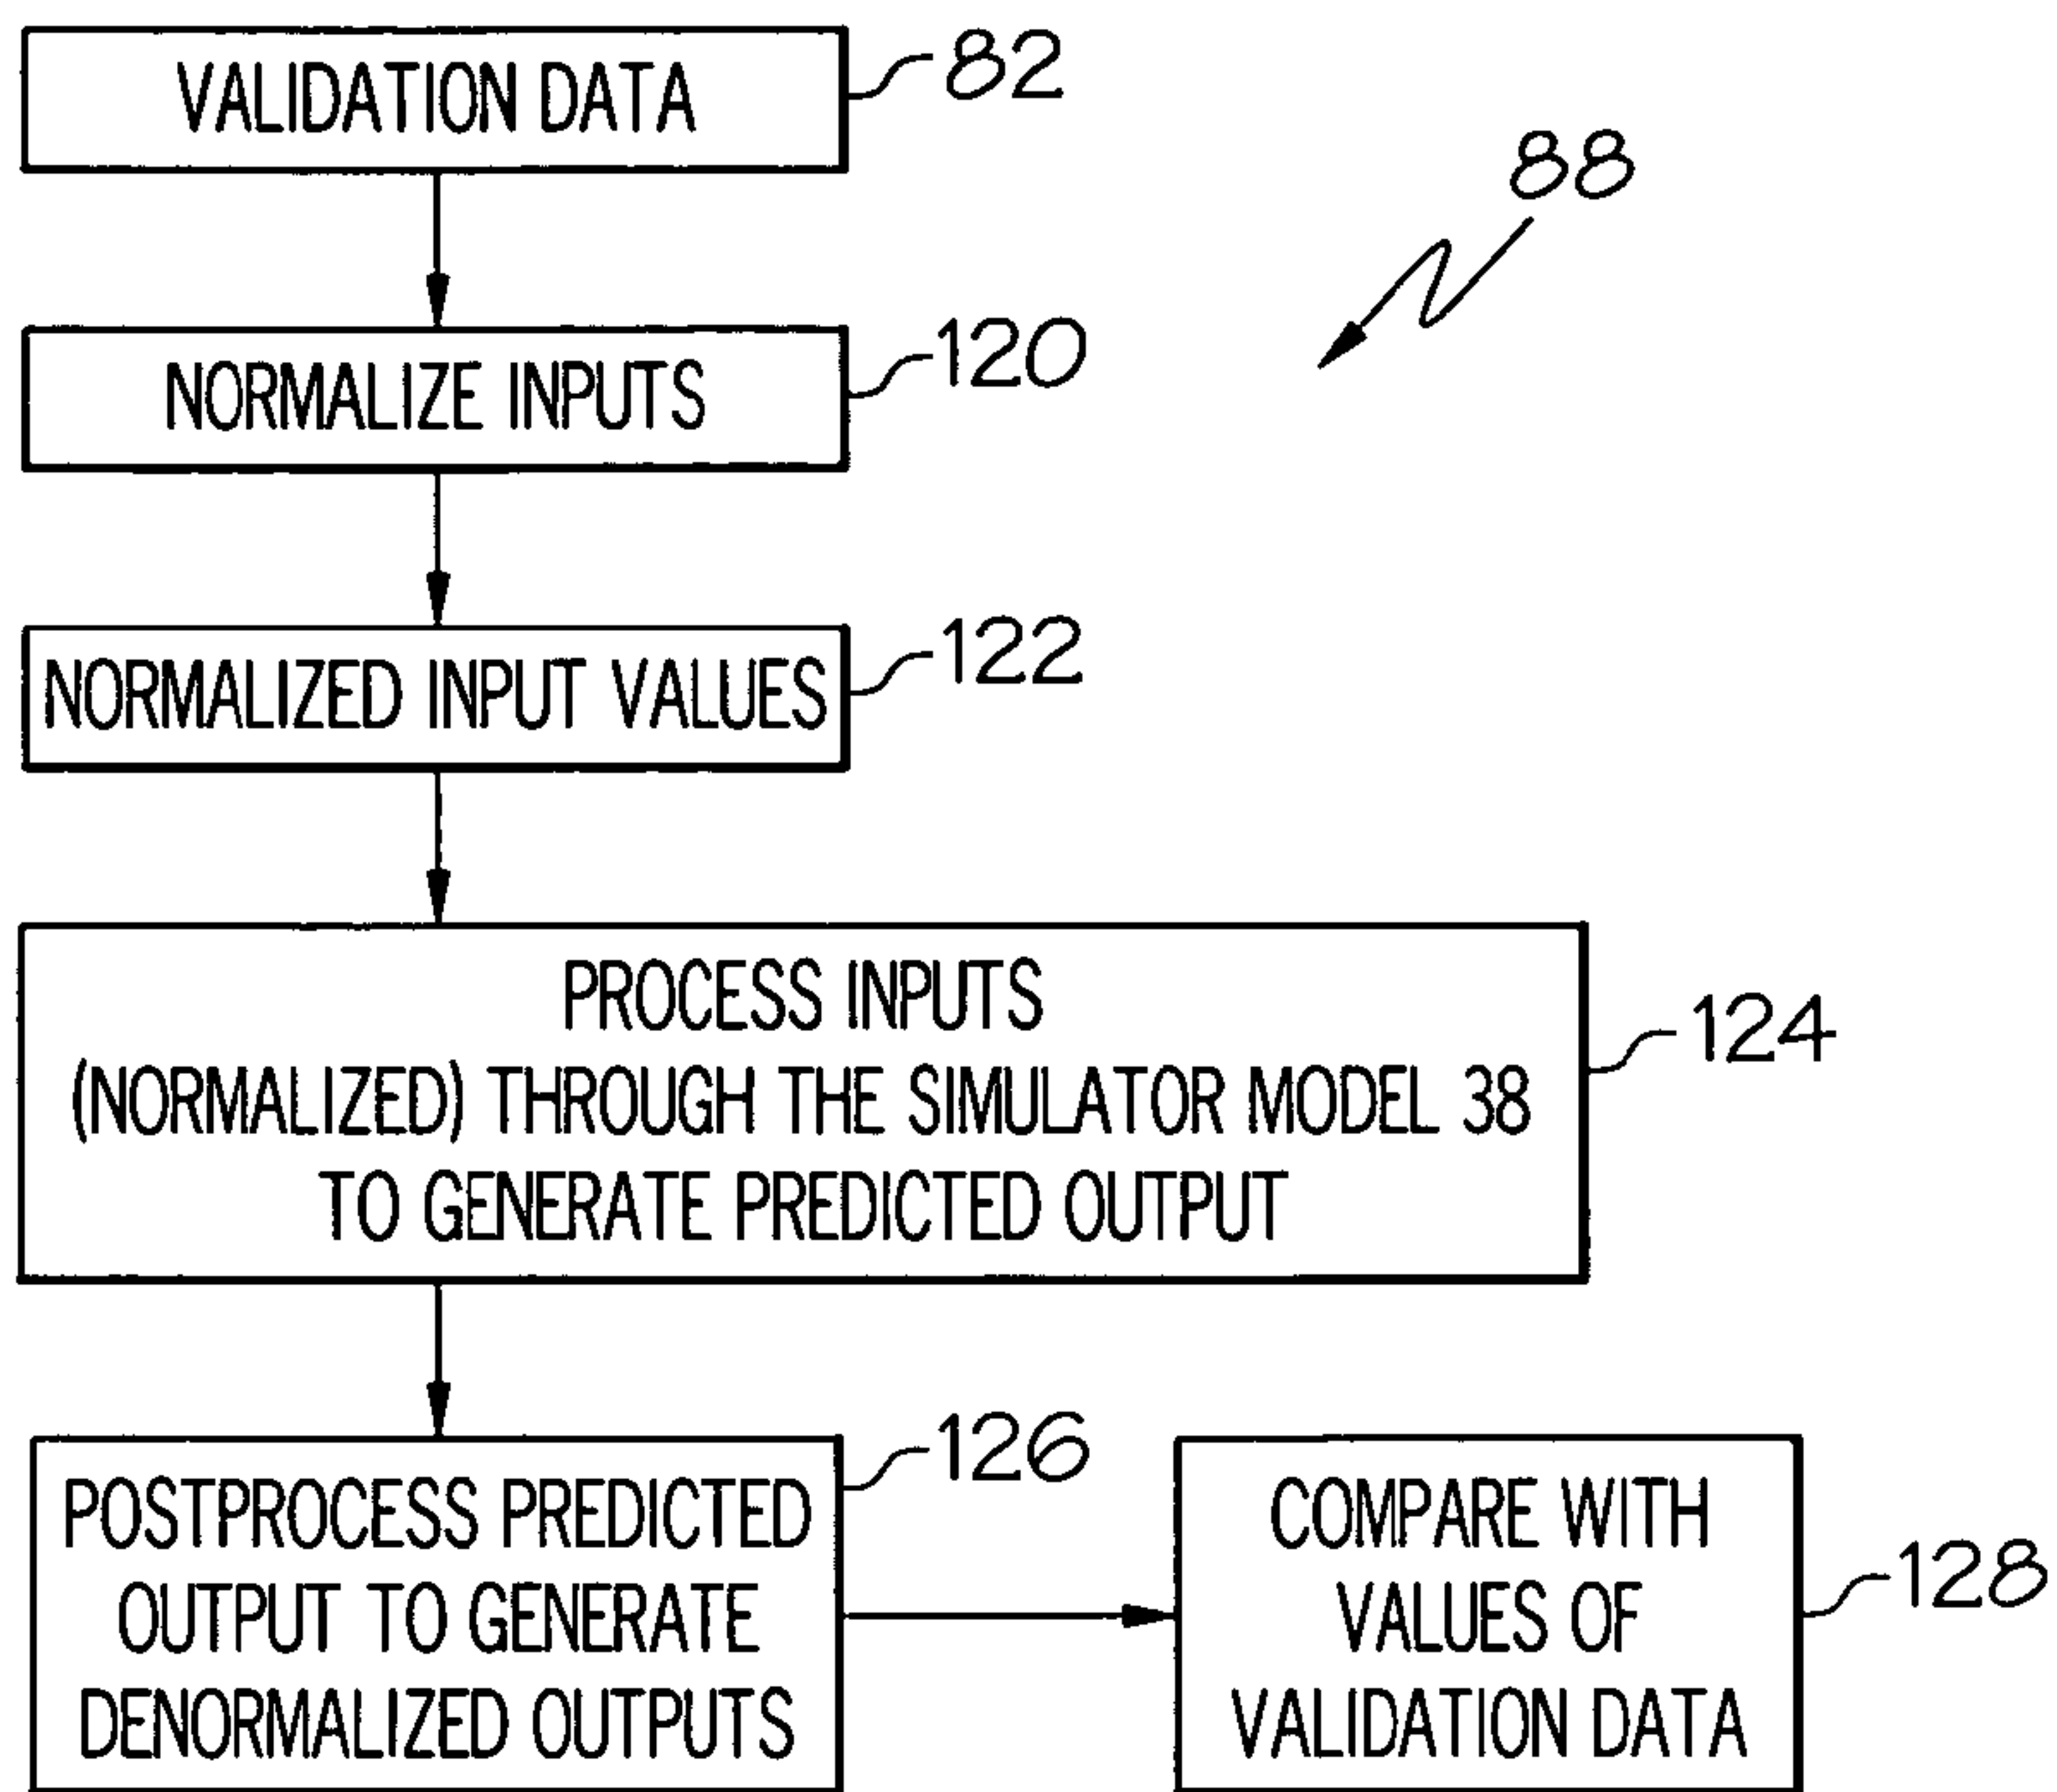 VALIDATION DATA
82
88
NORMALIZE INPUTS
120
NORMALIZED INPUT VALUES
122
PROCESS INPUTS
(NORMALIZED) THROUGH THE SIMULATOR MODEL 38
TO GENERATE PREDICTED OUTPUT
124
POSTPROCESS PREDICTED
OUTPUT TO GENERATE
DENORMALIZED OUTPUTS
126
COMPARE WITH
VALUES OF
VALIDATION DATA
128